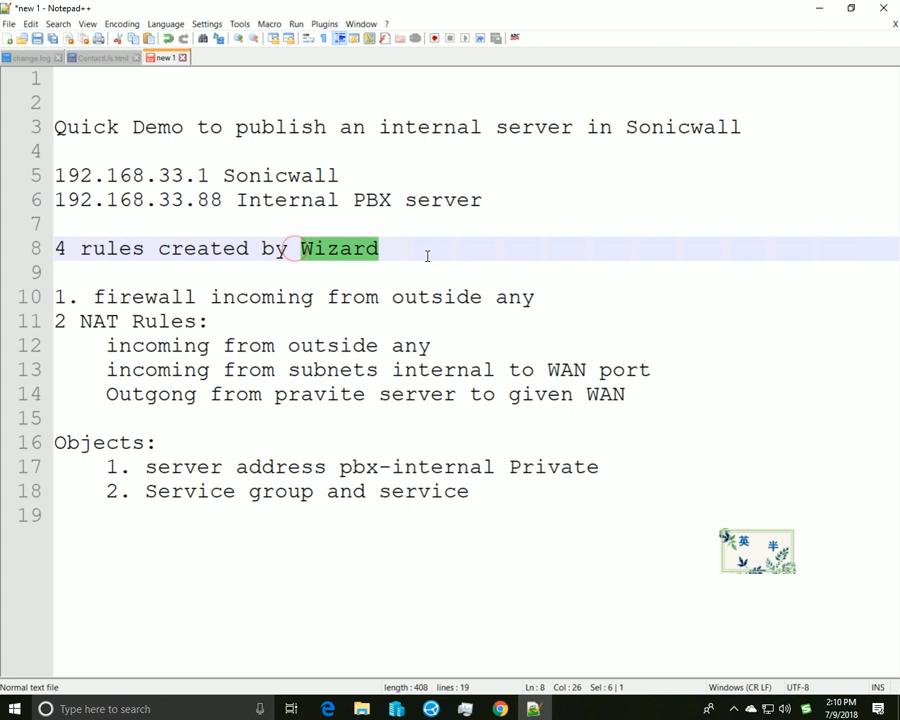 *new 1 - Notepad++
File Edit Search View Encoding Language Settings Tools Macro Run Plugins Window ?
X
change.log ContactUs.html new 1
1
2
3 Quick Demo to publish an internal server in Sonicwall
4
5 192.168.33.1 Sonicwall
6 192.168.33.88 Internal PBX server
7
8 4 rules created by Wizard
9
10 1. firewall incoming from outside any
11 2 NAT Rules:
12 incoming from outside any
13 incoming from subnets internal to WAN port
14 Outgong from pravite server to given WAN
15
16 Objects:
17 1. server address pbx-internal Private
18 2. Service group and service
19
英 半
Normal text file length : 408 lines : 19 Ln : 8 Col : 26 Sel : 6 | 1 Windows (CR LF) UTF-8 INS
Type here to search
2:10 PM
7/9/2018